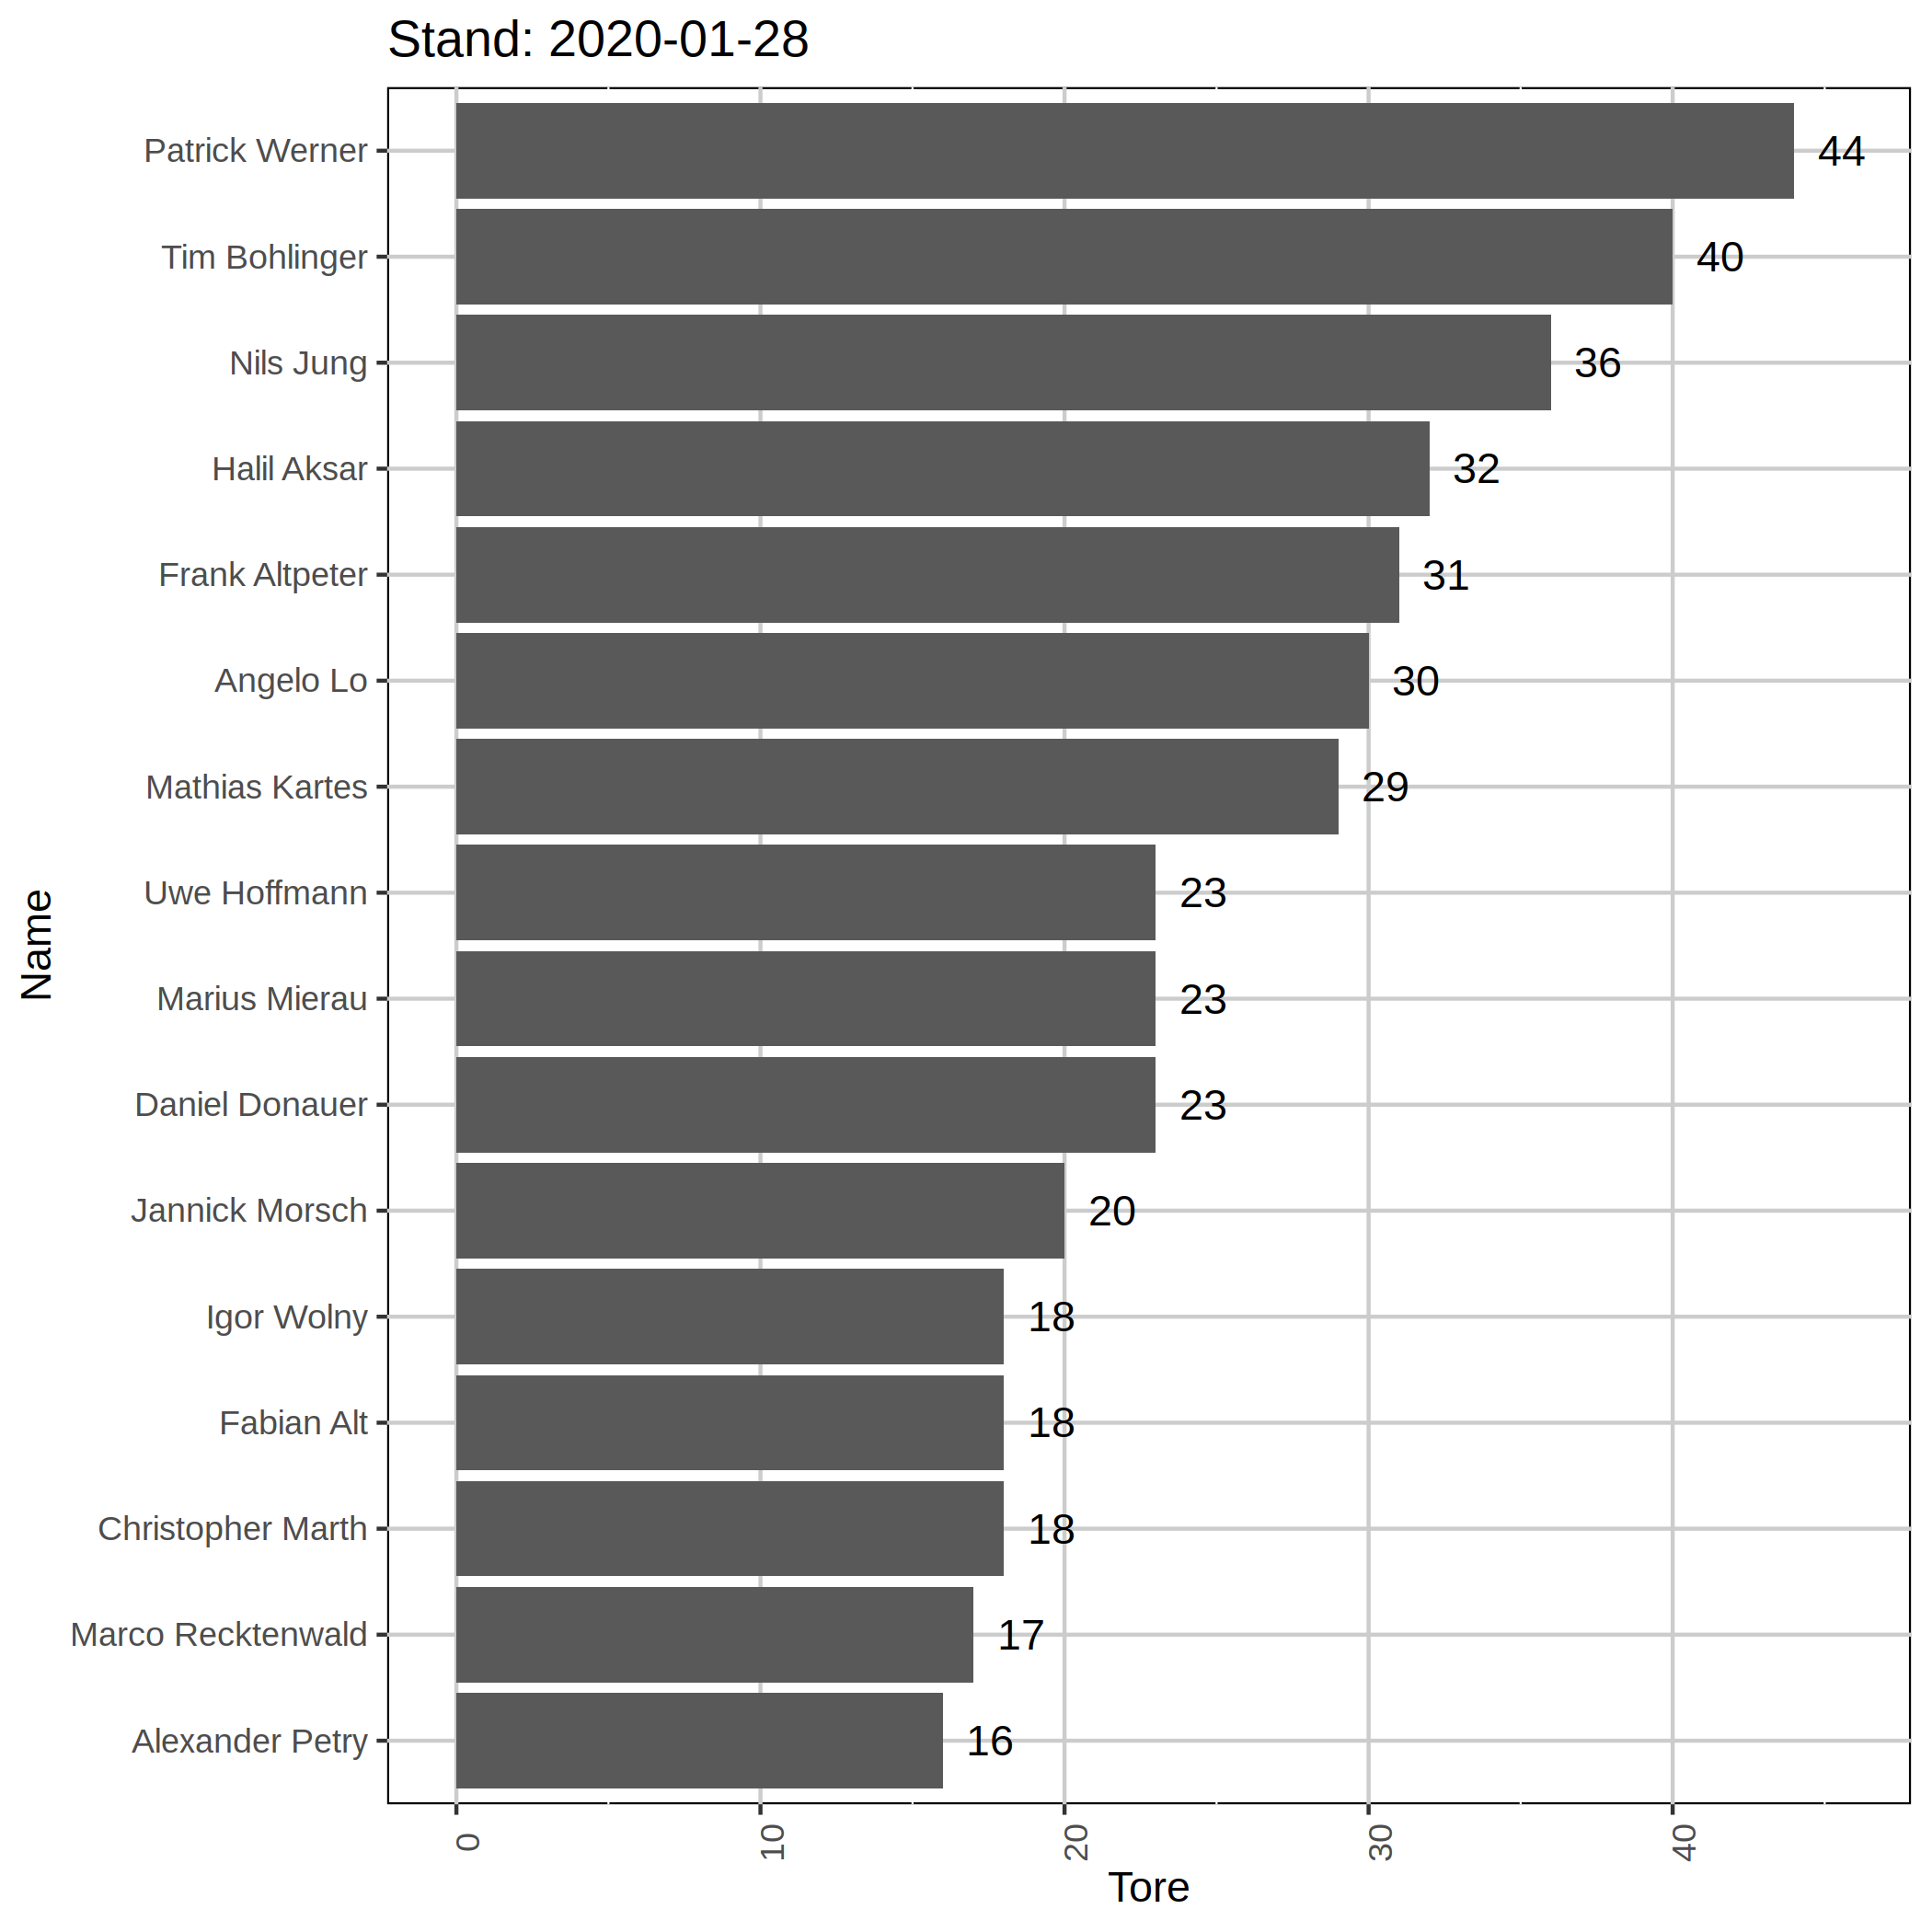 Stand: 2020-01-28
Patrick Werner 44
Tim Bohlinger 40
Nils Jung 36
Halil Aksar 32
Frank Altpeter 31
Angelo Lo 30
Mathias Kartes 29
Uwe Hoffmann 23
Marius Mierau 23
Daniel Donauer 23
Jannick Morsch 20
Igor Wolny 18
Fabian Alt 18
Christopher Marth 18
Marco Recktenwald 17
Alexander Petry 16
Name
0 10 20 30 40
Tore